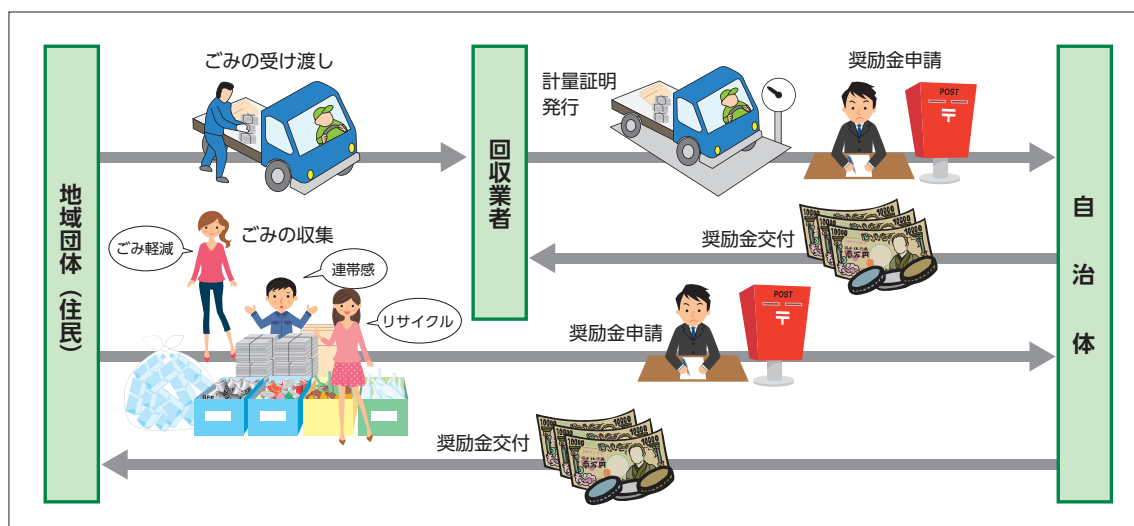 ごみの受け渡し
計量証明
発行
奨励金申請
POST
〒
地域団体（住民）
回収業者
自治体
奨励金交付
10000
ごみ軽減
ごみの収集
連帯感
リサイクル
奨励金申請
POST
〒
奨励金交付
10000